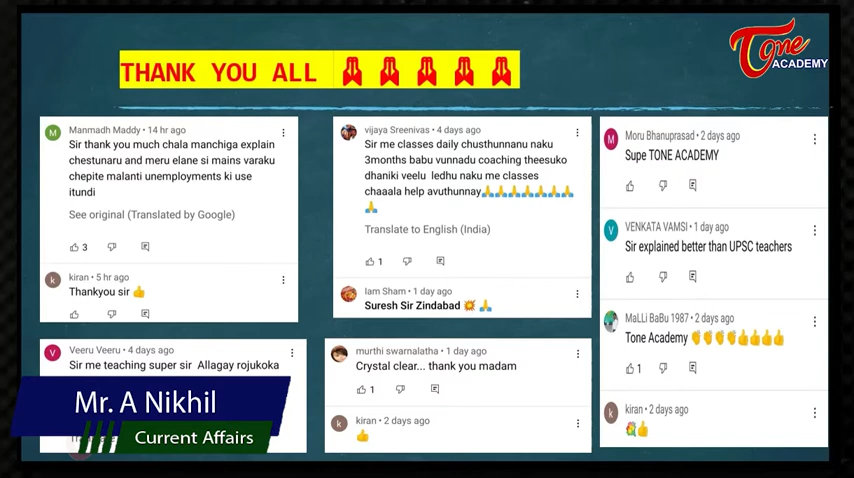 THANK YOU ALL 🙏 🙏 🙏 🙏 🙏
Tone
ACADEMY
M
Manmadh Maddy • 14 hr ago
Sir thank you much chala manchiga explain
chestunaru and meru elane si mains varaku
chepite malanti unemployments ki use
itundi
See original (Translated by Google)
3
k
kiran • 5 hr ago
Thankyou sir 👍
V
Veeru Veeru • 4 days ago
Sir me teaching super sir Allagay rojukoka
vijaya Sreenivas • 4 days ago
Sir me classes daily chusthunnanu naku
3months babu vunnadu coaching theesuko
dhaniki veelu ledhu naku me classes
chaaala help avuthunnay🙏🙏🙏🙏🙏🙏🙏
🙏
Translate to English (India)
1
Iam Sham • 1 day ago
Suresh Sir Zindabad 💥 🙏
murthi swarnalatha • 1 day ago
Crystal clear... thank you madam
1
k
kiran • 2 days ago
👍
M
Moru Bhanuprasad • 2 days ago
Supe TONE ACADEMY
V
VENKATA VAMSI • 1 day ago
Sir explained better than UPSC teachers
MaLLi BaBu 1987 • 2 days ago
Tone Academy 👏👏👏👏👍👍👍👍
1
k
kiran • 2 days ago
💐👍
Mr. A Nikhil
Current Affairs